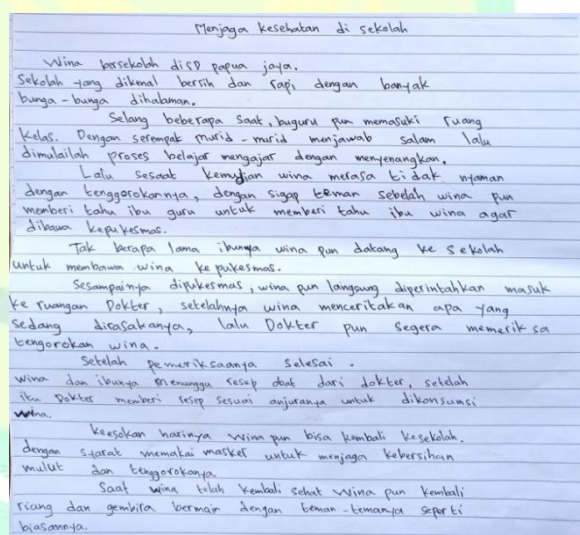 Menjaga kesehatan di sekolah
Wina bersekolah diSD papua jaya.
Sekolah yang dikenal bersih dan rapi dengan banyak
bunga-bunga dihalaman.
Selang beberapa saat, buguru pun memasuki ruang
kelas. Dengan serempak murid-murid menjawab salam lalu
dimulailah proses belajar mengajar dengan menyenangkan.
Lalu sesaat kemudian wina merasa tidak nyaman
dengan tenggorokannya, dengan sigap teman sebelah wina pun
memberi tahu ibu guru untuk memberi tahu ibu wina agar
dibawa kepukesmas.
Tak berapa lama ibunya wina pun datang ke sekolah
untuk membawa wina ke pukesmas.
Sesampainya dipukesmas, wina pun langsung diperintahkan masuk
ke ruangan Dokter, setelahnya wina menceritakan apa yang
sedang dirasakanya, lalu Dokter pun segera memeriksa
tengorokan wina.
Setelah pemeriksaanya selesai.
wina dan ibunya menunggu resep obat dari dokter, setelah
itu Dokter memberi resep sesuai anjuranya untuk dikonsumsi
wina.
Keesokan harinya wina pun bisa kembali kesekolah.
dengan syarat memakai masker untuk menjaga kebersihan
mulut dan tenggorokanya.
Saat wina telah kembali sehat wina pun kembali
riang dan gembira bermain dengan teman-temanya seperti
biasannya.